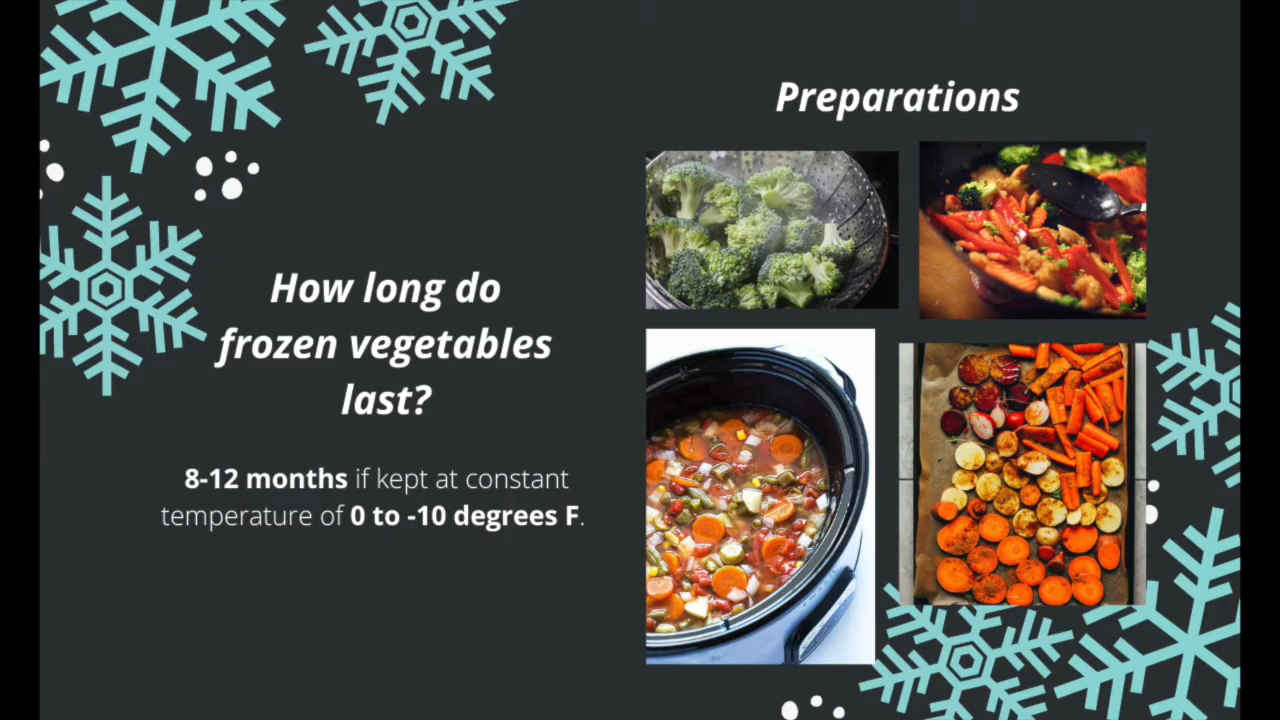 Preparations
How long do
frozen vegetables
last?
8-12 months if kept at constant
temperature of 0 to -10 degrees F.